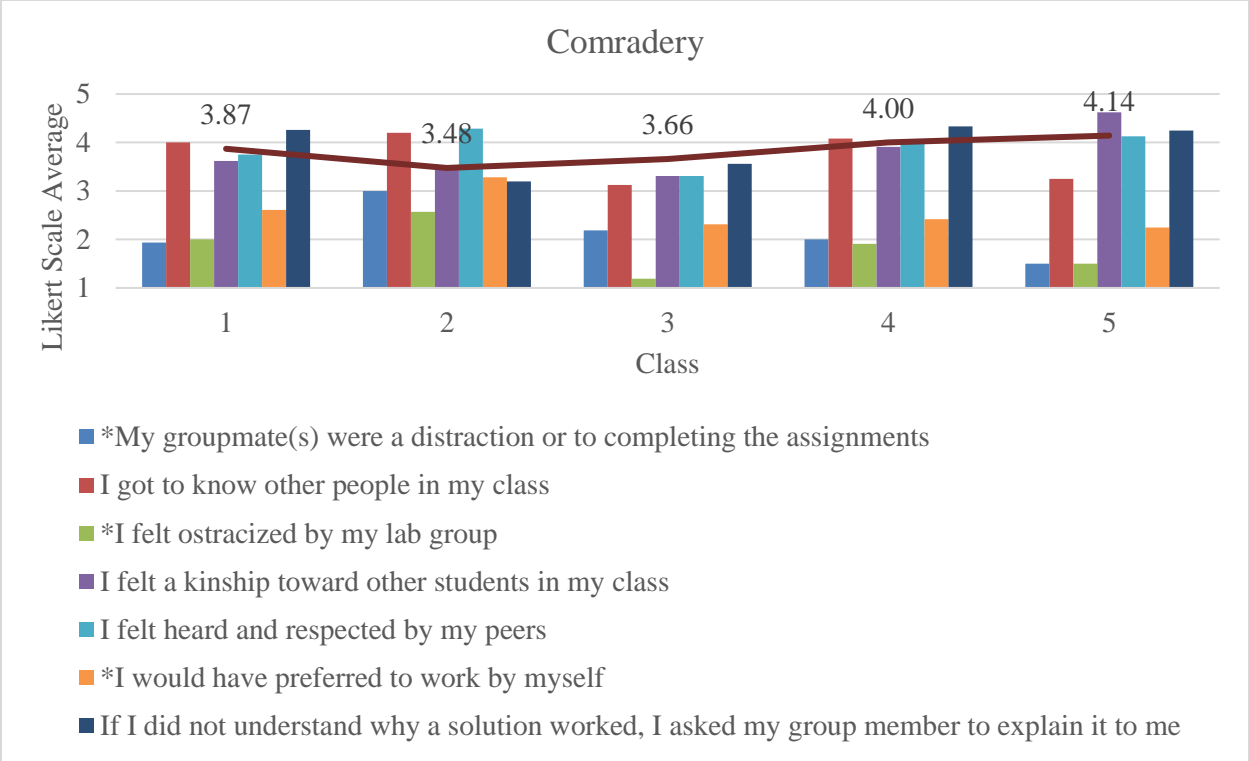 Comradery
5
4
3
2
1
Likert Scale Average
3.87
3.48
3.66
4.00
4.14
1 2 3 4 5
Class
*My groupmate(s) were a distraction or to completing the assignments
I got to know other people in my class
*I felt ostracized by my lab group
I felt a kinship toward other students in my class
I felt heard and respected by my peers
*I would have preferred to work by myself
If I did not understand why a solution worked, I asked my group member to explain it to me